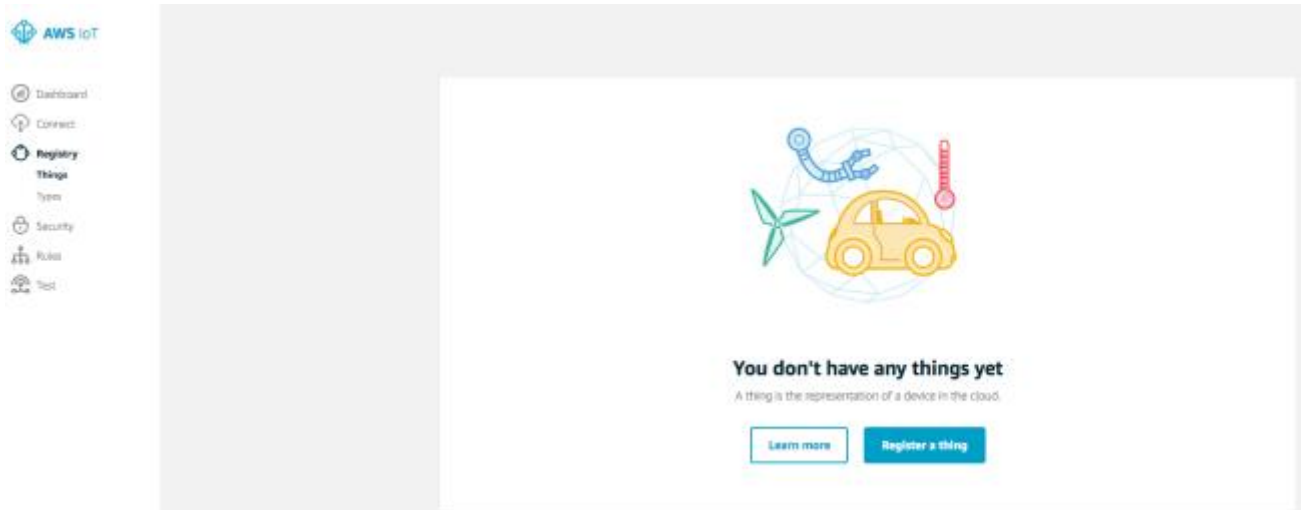 AWS IoT
Dashboard
Connect
Registry
Things
Types
Security
Rules
Test
You don't have any things yet
A thing is the representation of a device in the cloud.
Learn more
Register a thing